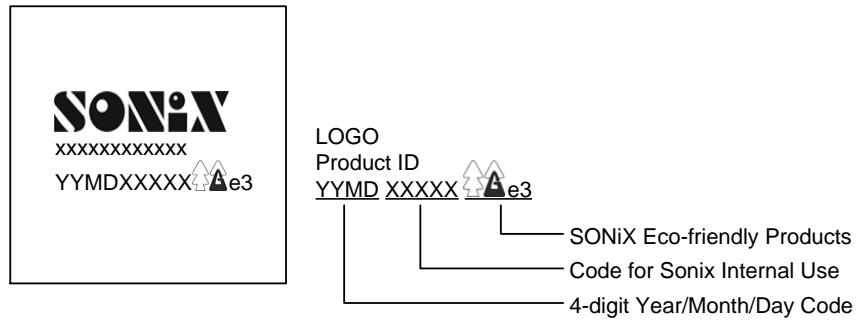 SONiX
XXXXXXXXXXXX
YYMDXXXXX e3
LOGO
Product ID
YYMD XXXXX e3
SONiX Eco-friendly Products
Code for Sonix Internal Use
4-digit Year/Month/Day Code